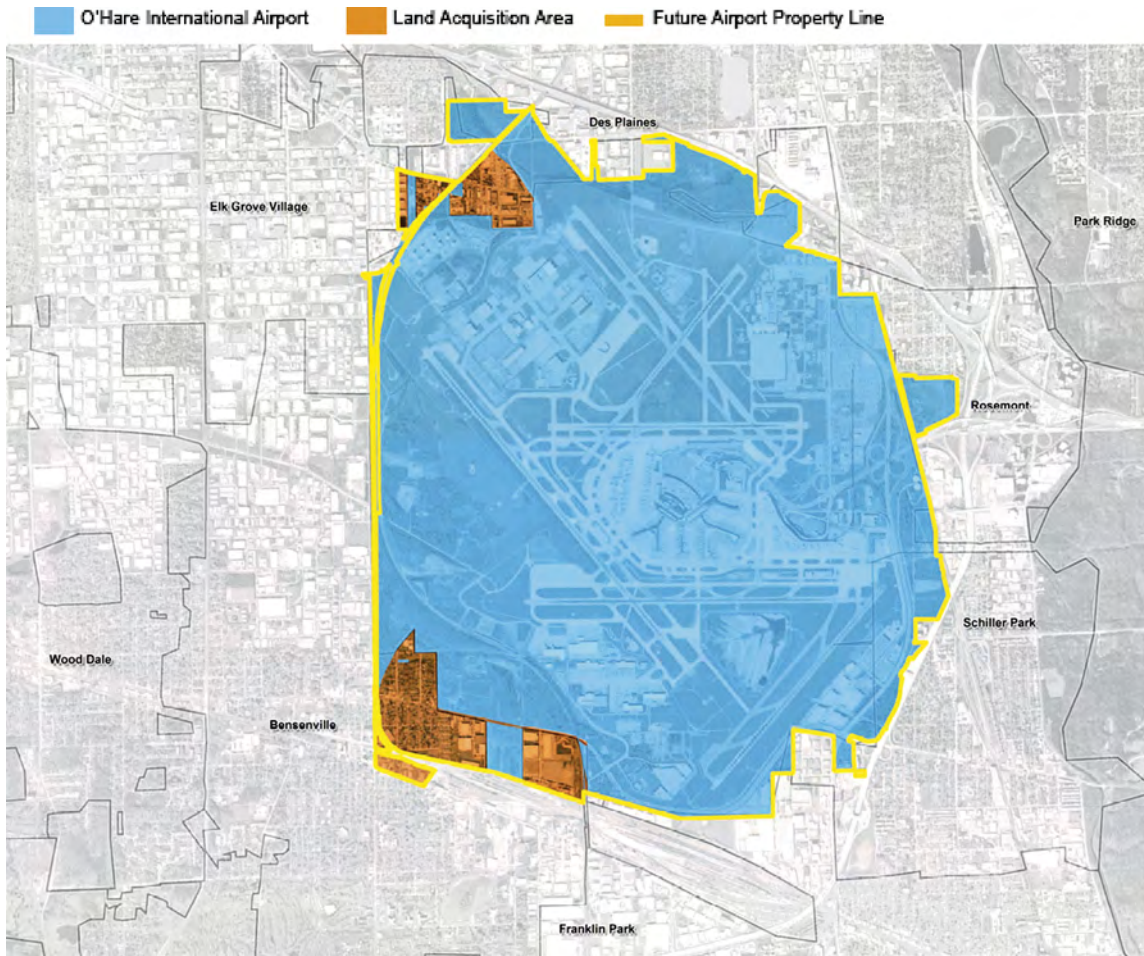 O'Hare International Airport
Land Acquisition Area
Future Airport Property Line
Des Plaines
Elk Grove Village
Park Ridge
Rosemont
Schiller Park
Wood Dale
Bensenville
Franklin Park